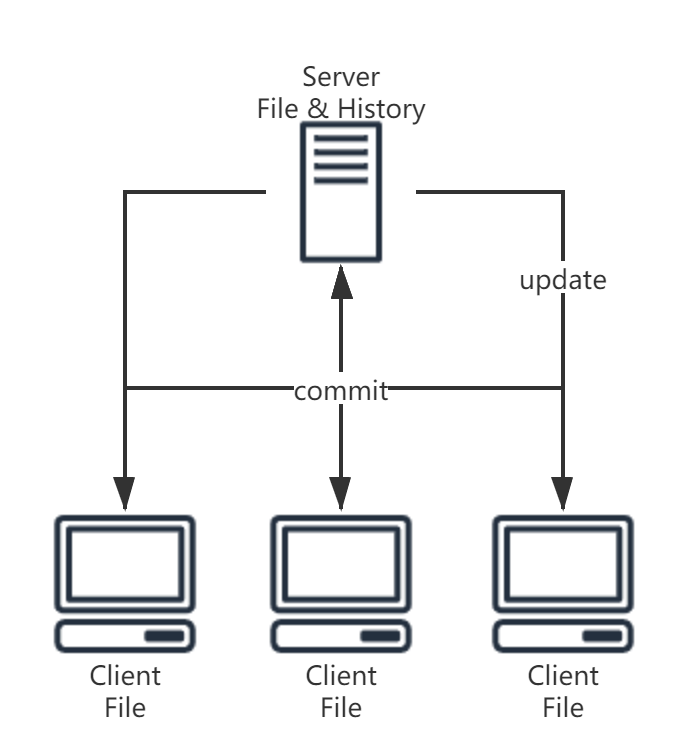 Server
File & History
update
commit
Client
File
Client
File
Client
File